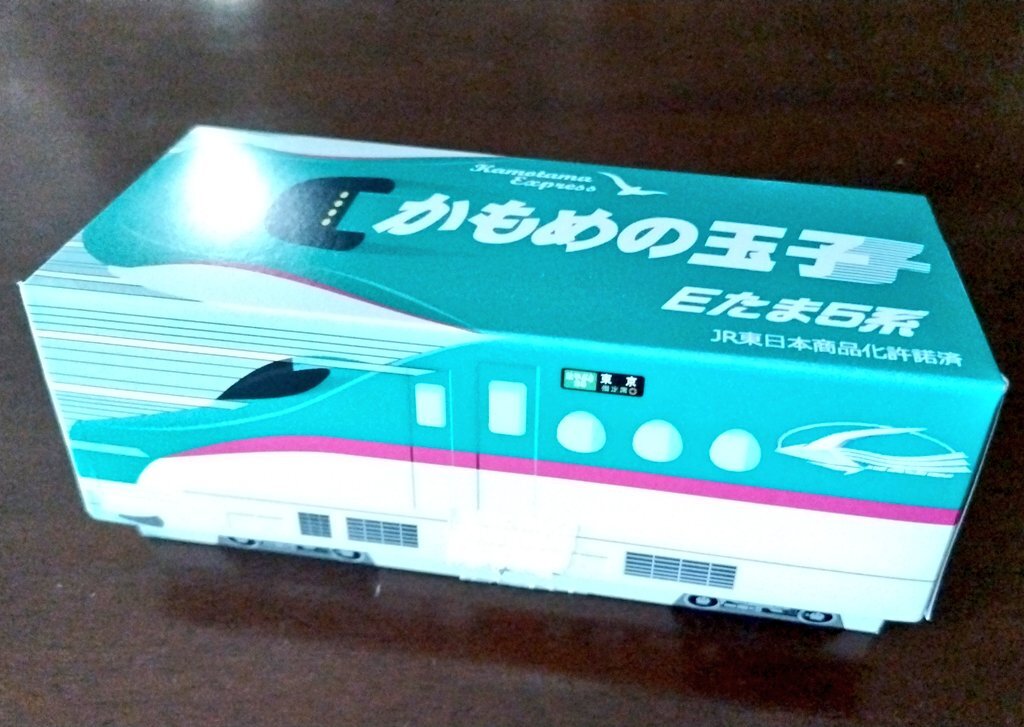 Kamotama
Express
かもめの玉子
Eたま5系
JR東日本商品化許諾済
東京